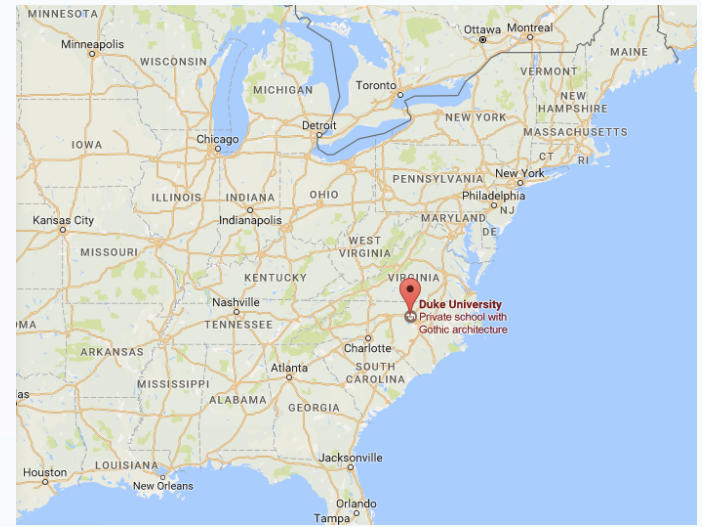 MINNESOTA
Ottawa
Montreal
Minneapolis
MAINE
WISCONSIN
VERMONT
MICHIGAN
Toronto
NEW
HAMPSHIRE
NEW YORK
Detroit
MASSACHUSETTS
Chicago
IOWA
CT
RI
PENNSYLVANIA
New York
ILLINOIS
INDIANA
OHIO
Philadelphia
NJ
Kansas City
Indianapolis
MARYLAND
DE
WEST
VIRGINIA
MISSOURI
KENTUCKY
VIRGINIA
Nashville
Duke University
Private school with
Gothic architecture
OMA
TENNESSEE
Charlotte
ARKANSAS
Atlanta
SOUTH
CAROLINA
MISSISSIPPI
las
ALABAMA
GEORGIA
Jacksonville
LOUISIANA
Houston
New Orleans
Orlando
Tampa